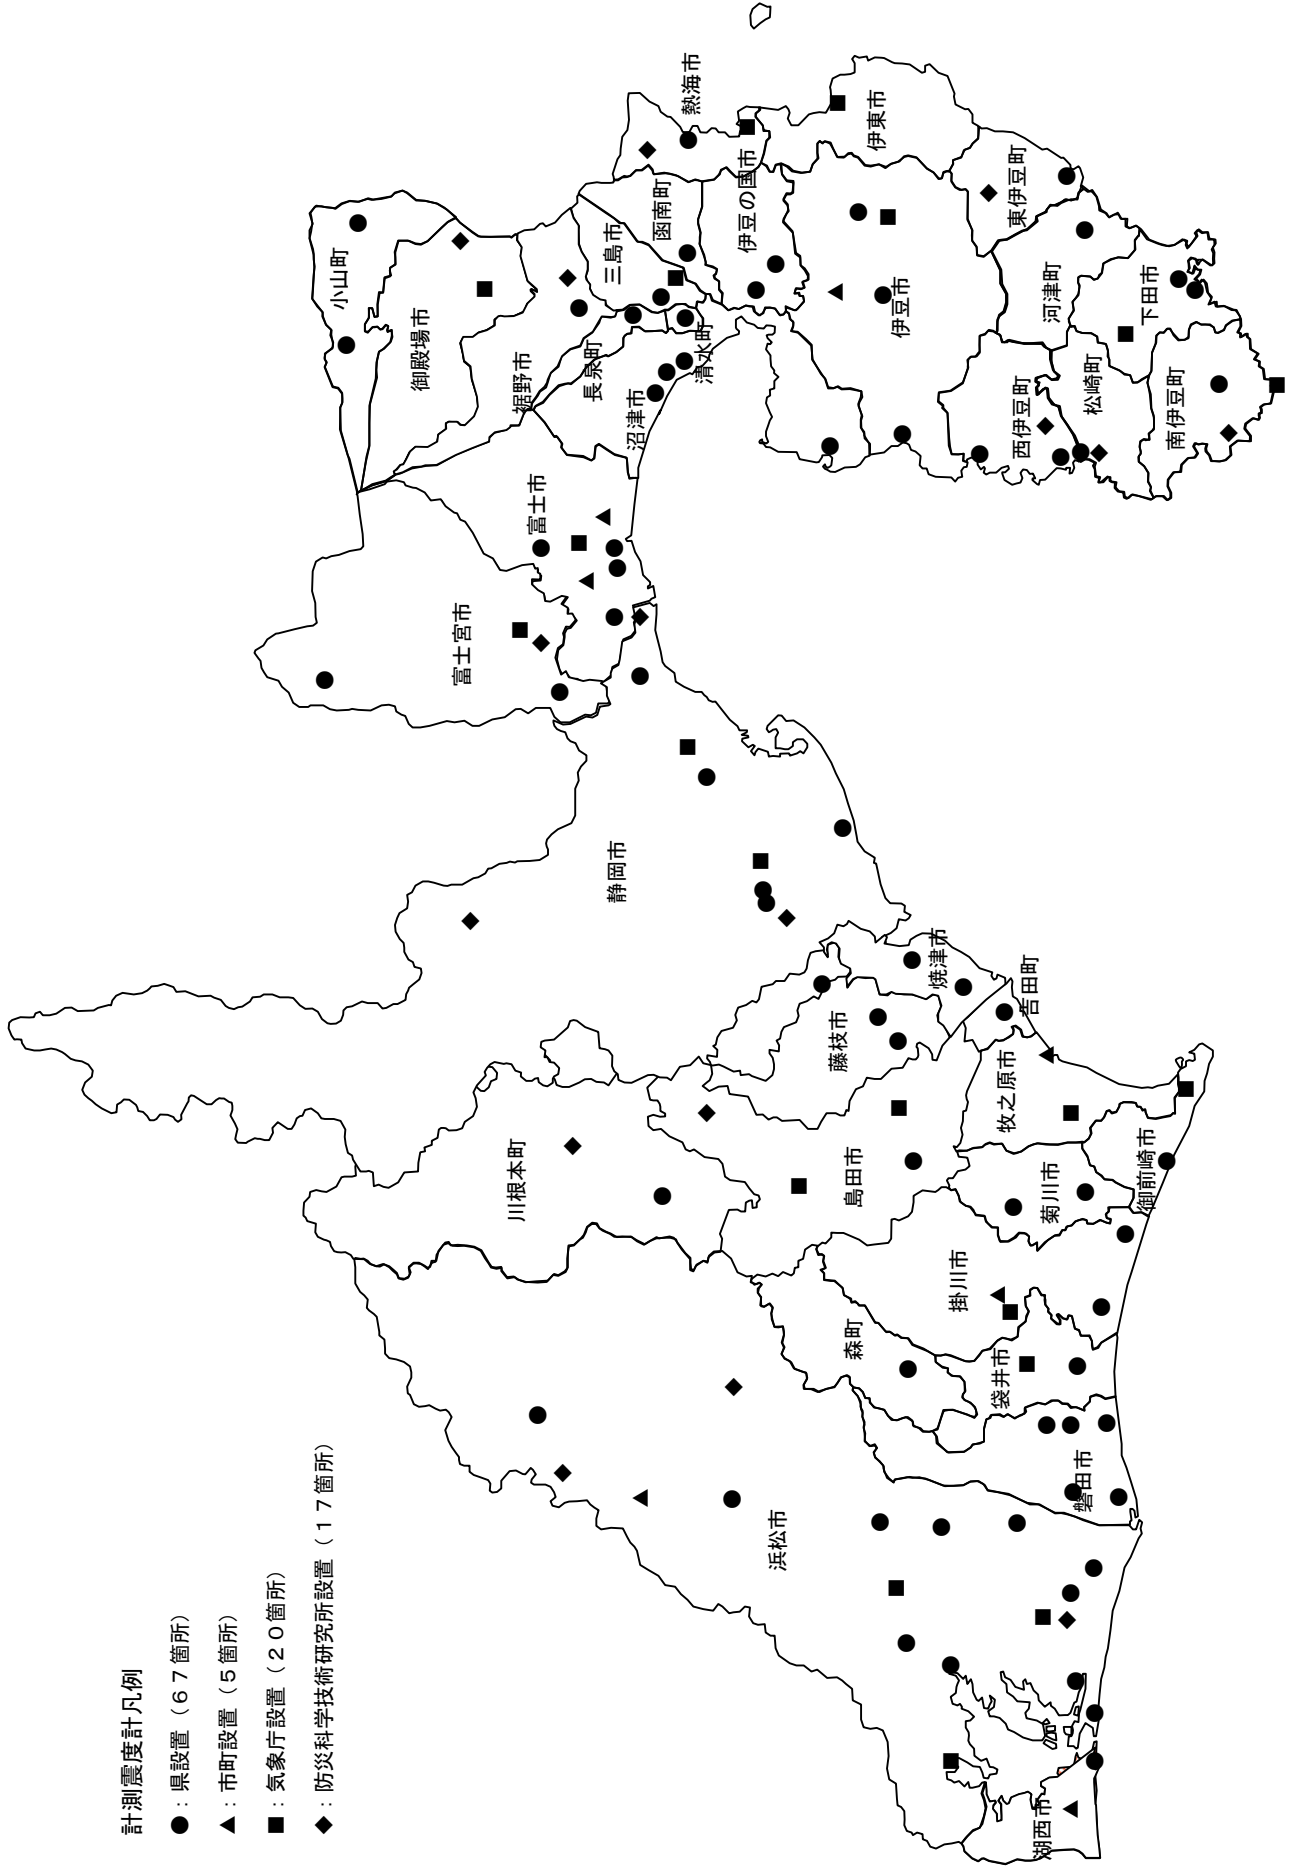 計測震度計凡例
●：県設置（６７箇所）
▲：市町設置（５箇所）
■：気象庁設置（２０箇所）
◆：防災科学技術研究所設置（１７箇所）
小山町
御殿場市
裾野市
長泉町
沼津市
清水町
三島市
函南町
熱海市
伊豆の国市
伊東市
伊豆市
東伊豆町
河津町
下田市
西伊豆町
松崎町
南伊豆町
富士市
富士宮市
静岡市
焼津市
藤枝市
吉田町
牧之原市
島田市
川根本町
御前崎市
菊川市
掛川市
森町
袋井市
磐田市
浜松市
湖西市